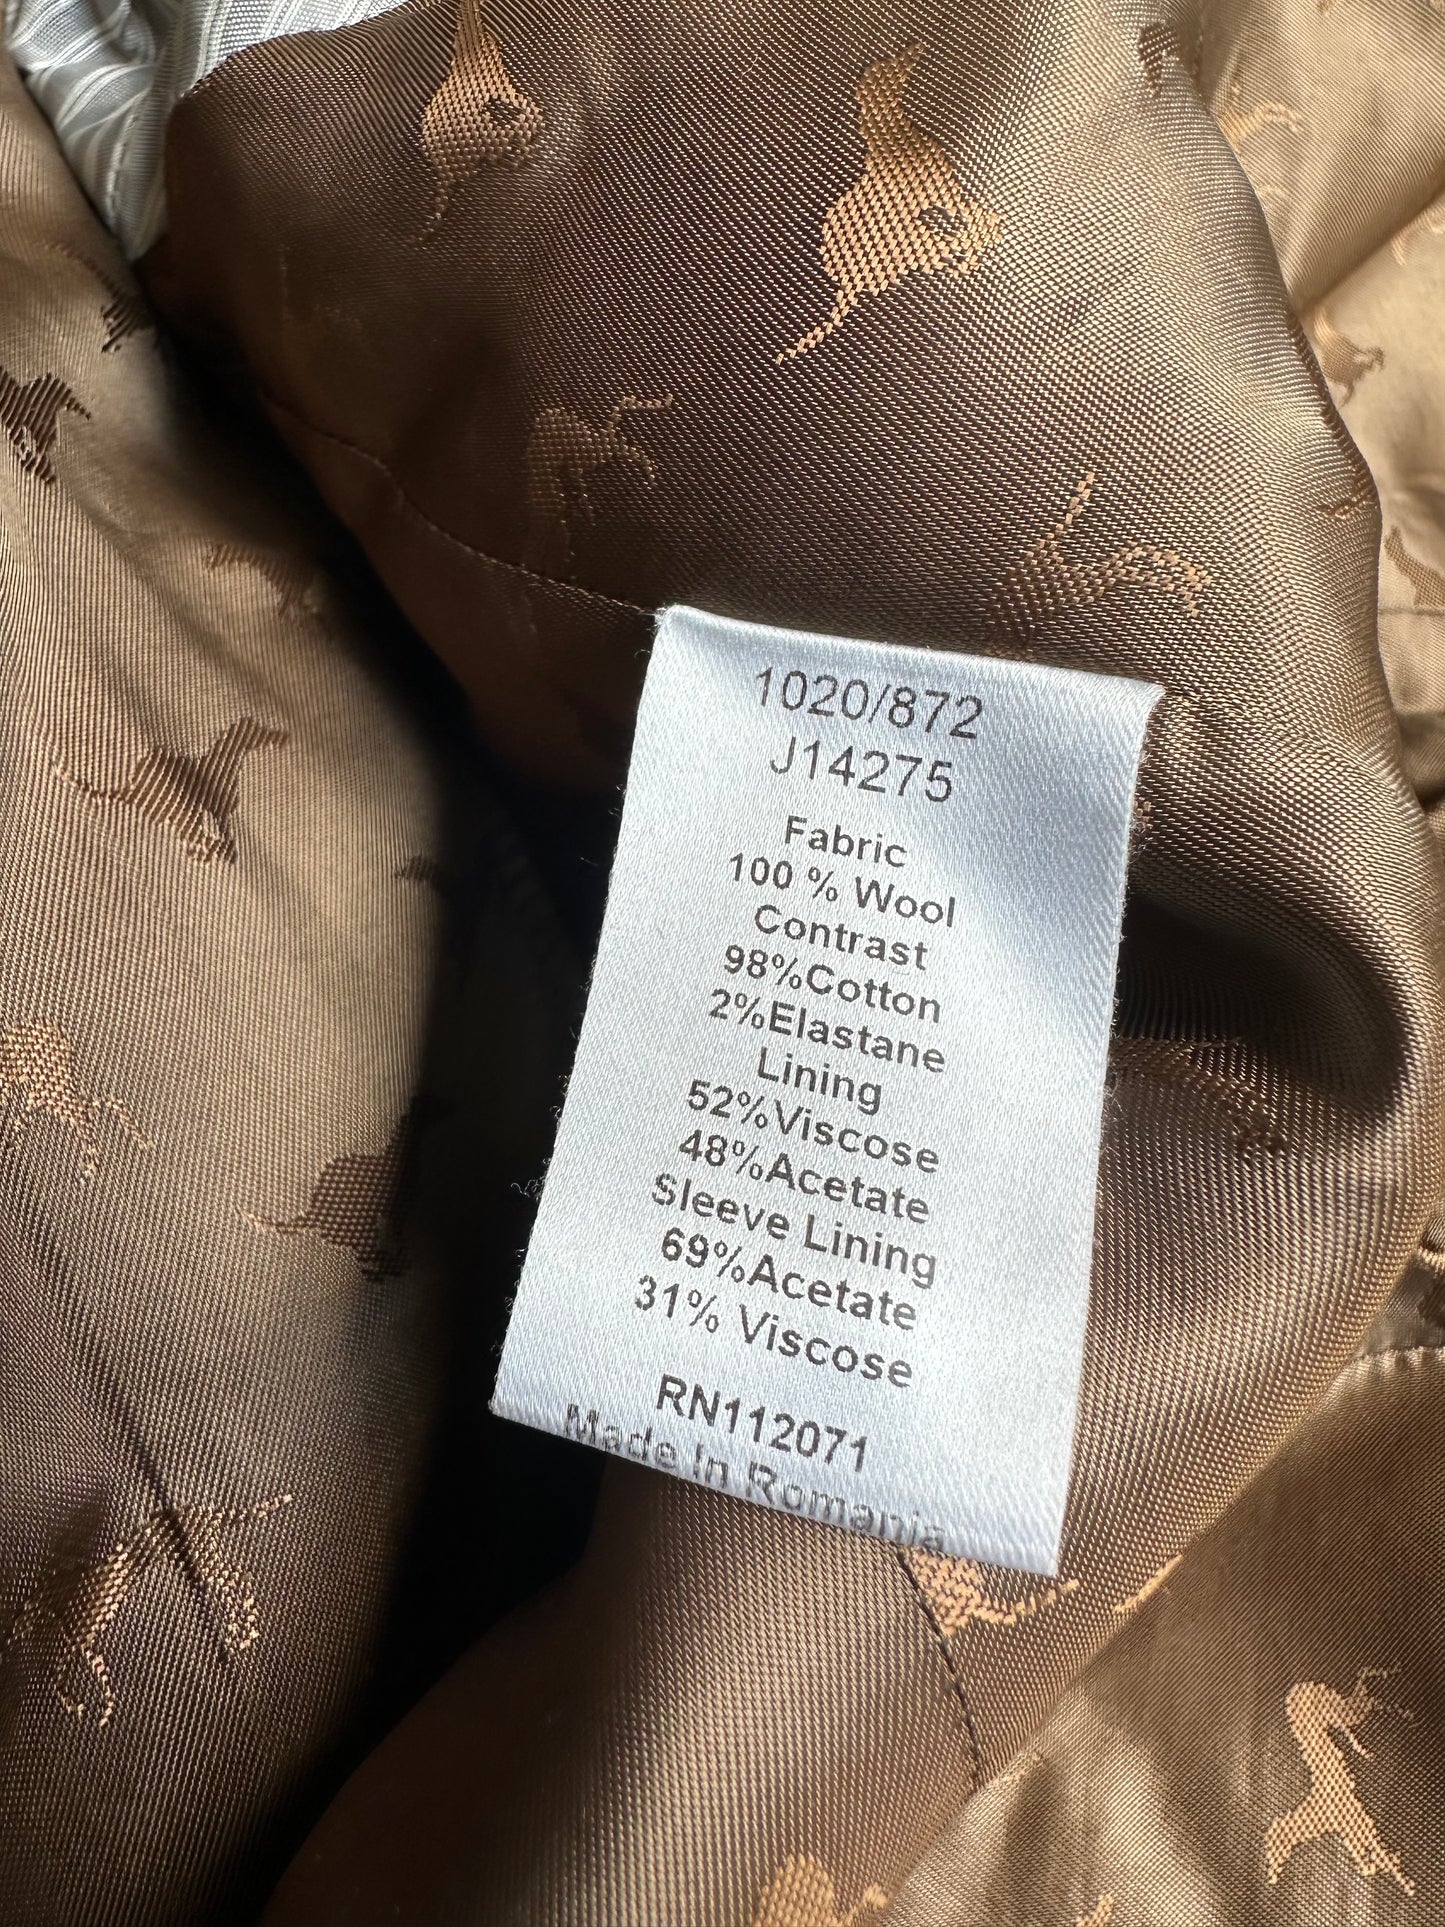 1020/872
J14275
Fabric
100 % Wool
Contrast
98%Cotton
2%Elastane
Lining
52%Viscose
48%Acetate
Sleeve Lining
69%Acetate
31% Viscose
RN112071
Made In Romania